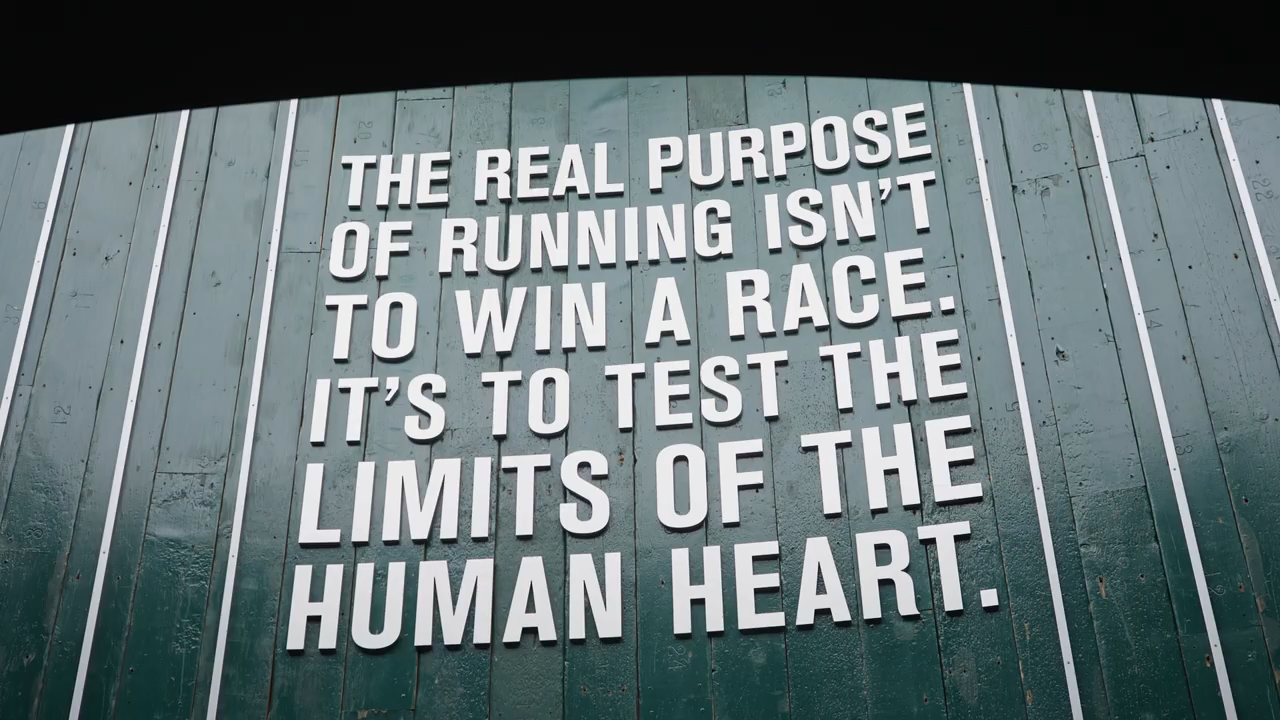 THE REAL PURPOSE
OF RUNNING ISN'T
TO WIN A RACE.
IT'S TO TEST THE
LIMITS OF THE
HUMAN HEART.